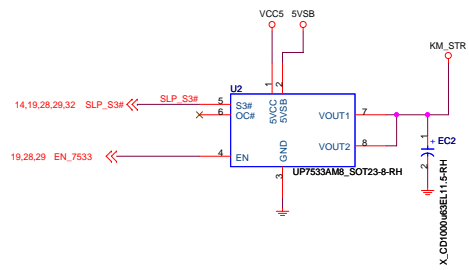 VCC5 5VSB
KM_STR
U2
1 2
5VCC 5VSB
14,19,28,29,32 SLP_S3# SLP_S3# 5 S3# VOUT1 7
6 OC#
VOUT2 8
19,28,29 EN_7533 4 EN
GND
3
UP7533AM8_SOT23-8-RH
1
+ EC2
2
X_CD1000u63EL11.5-RH